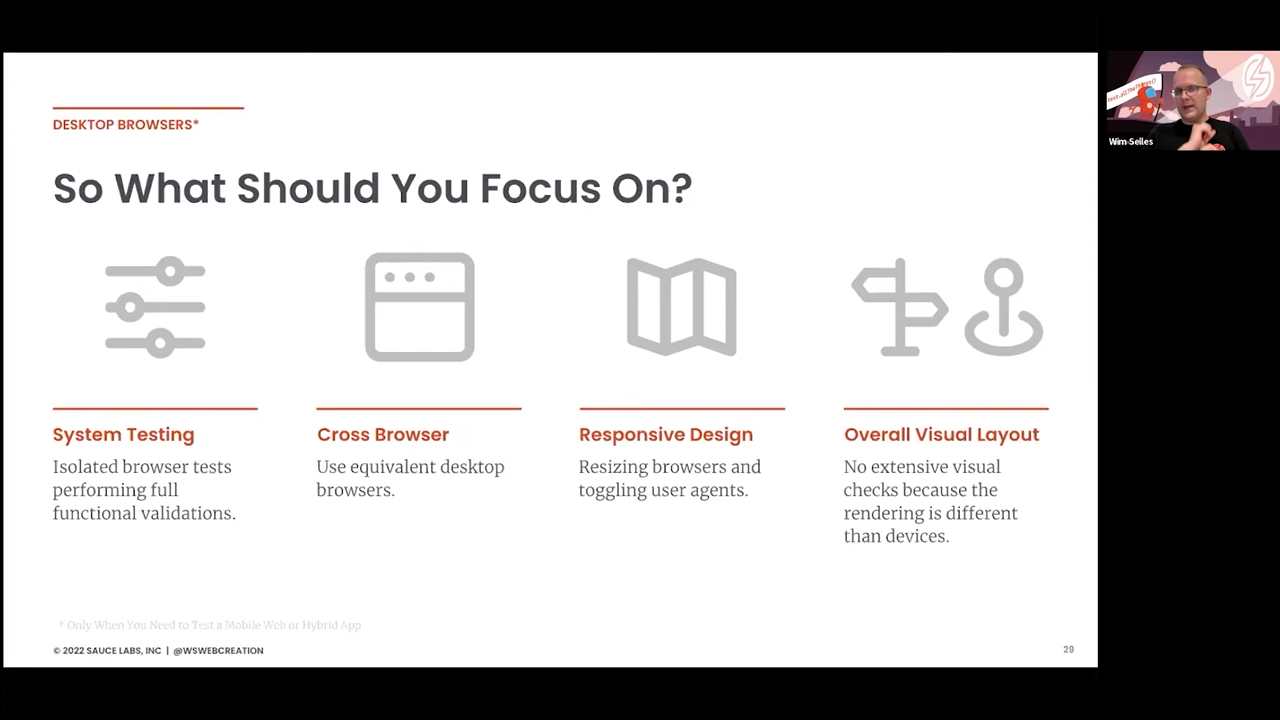 DESKTOP BROWSERS*
So What Should You Focus On?
System Testing
Isolated browser tests
performing full
functional validations.
Cross Browser
Use equivalent desktop
browsers.
Responsive Design
Resizing browsers and
toggling user agents.
Overall Visual Layout
No extensive visual
checks because the
rendering is different
than devices.
* Only When You Need to Test a Mobile Web or Hybrid App
© 2022 SAUCE LABS, INC | @WSWEBCREATION
29
Wim Selles